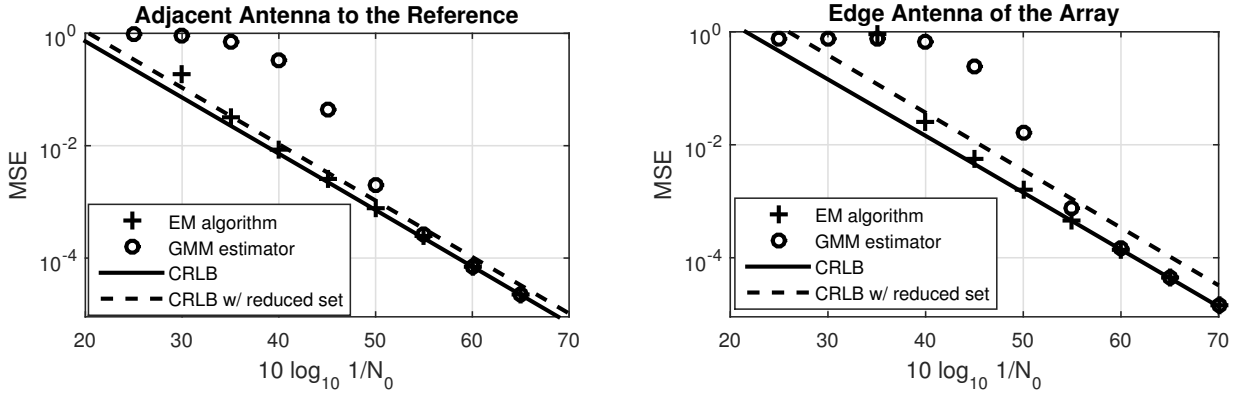 Adjacent Antenna to the Reference
10^0
10^-2
10^-4
MSE
EM algorithm
GMM estimator
CRLB
CRLB w/ reduced set
20 30 40 50 60 70
10 log_10 1/N_0
Edge Antenna of the Array
10^0
10^-2
10^-4
MSE
EM algorithm
GMM estimator
CRLB
CRLB w/ reduced set
20 30 40 50 60 70
10 log_10 1/N_0